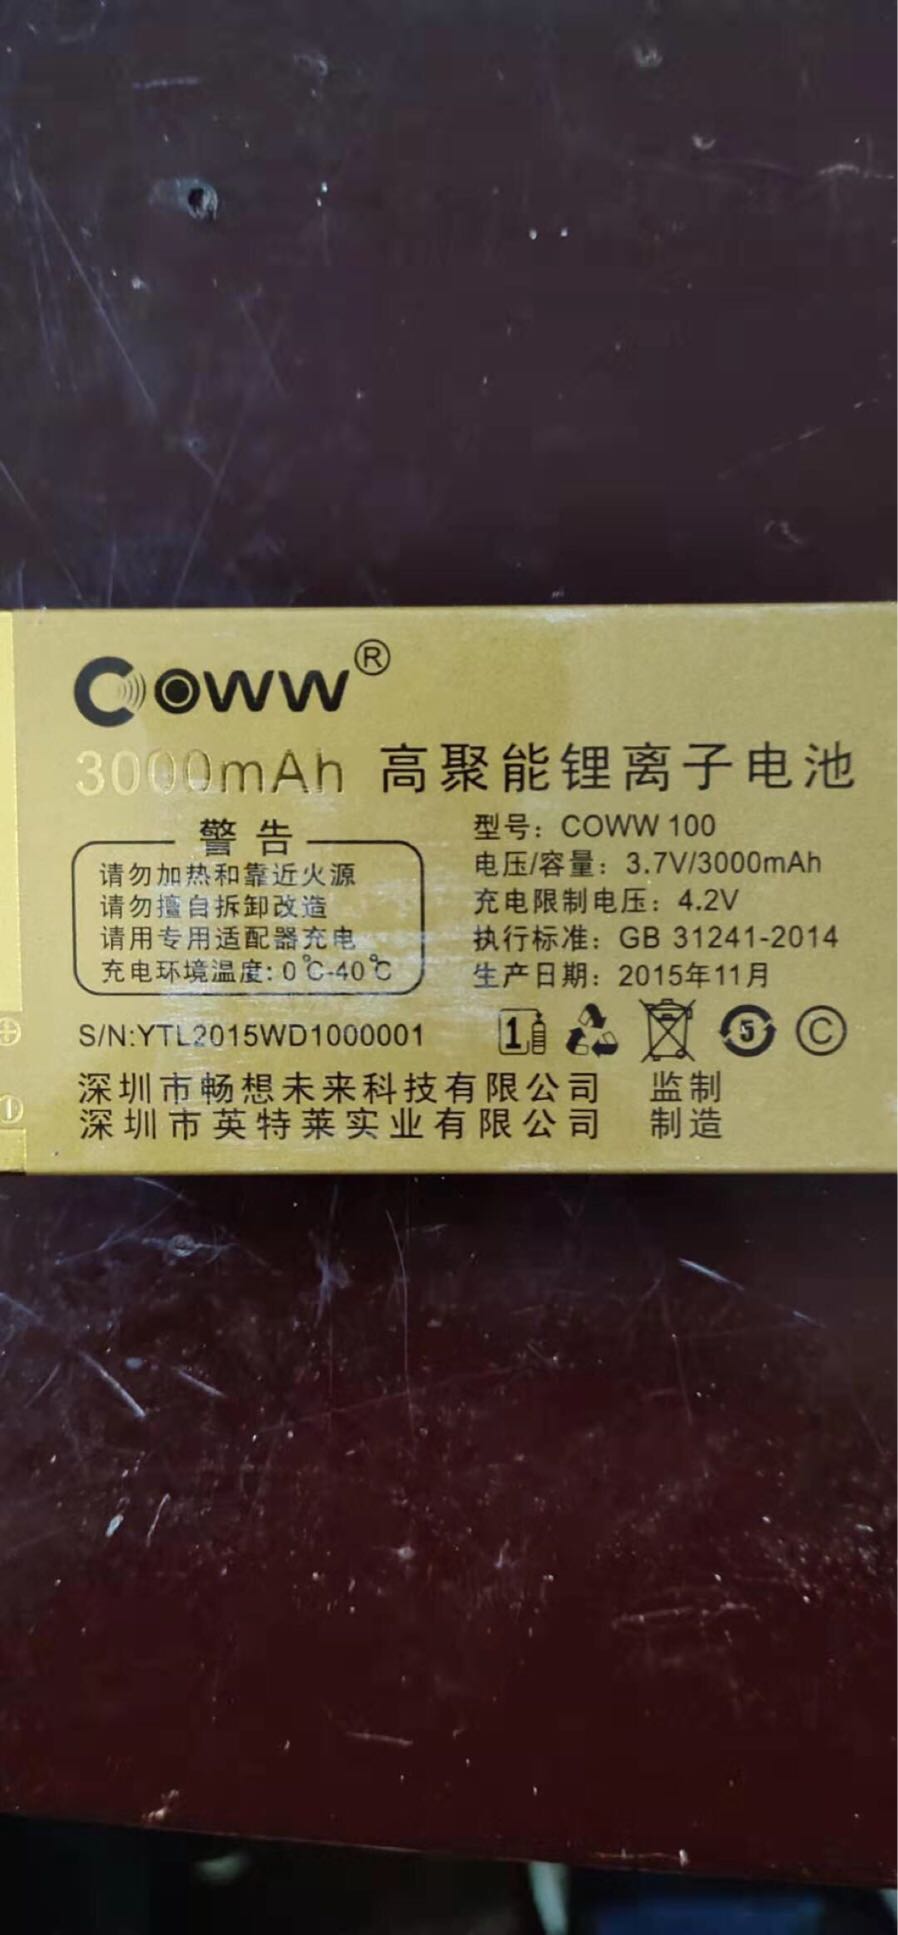 COWW®
3000mAh 高聚能锂离子电池
警告
请勿加热和靠近火源
请勿擅自拆卸改造
请用专用适配器充电
充电环境温度: 0℃-40℃
型号：COWW 100
电压/容量：3.7V/3000mAh
充电限制电压：4.2V
执行标准：GB 31241-2014
生产日期：2015年11月
S/N:YTL2015WD1000001
1
5
©
深圳市畅想未来科技有限公司 监制
深圳市英特莱实业有限公司 制造